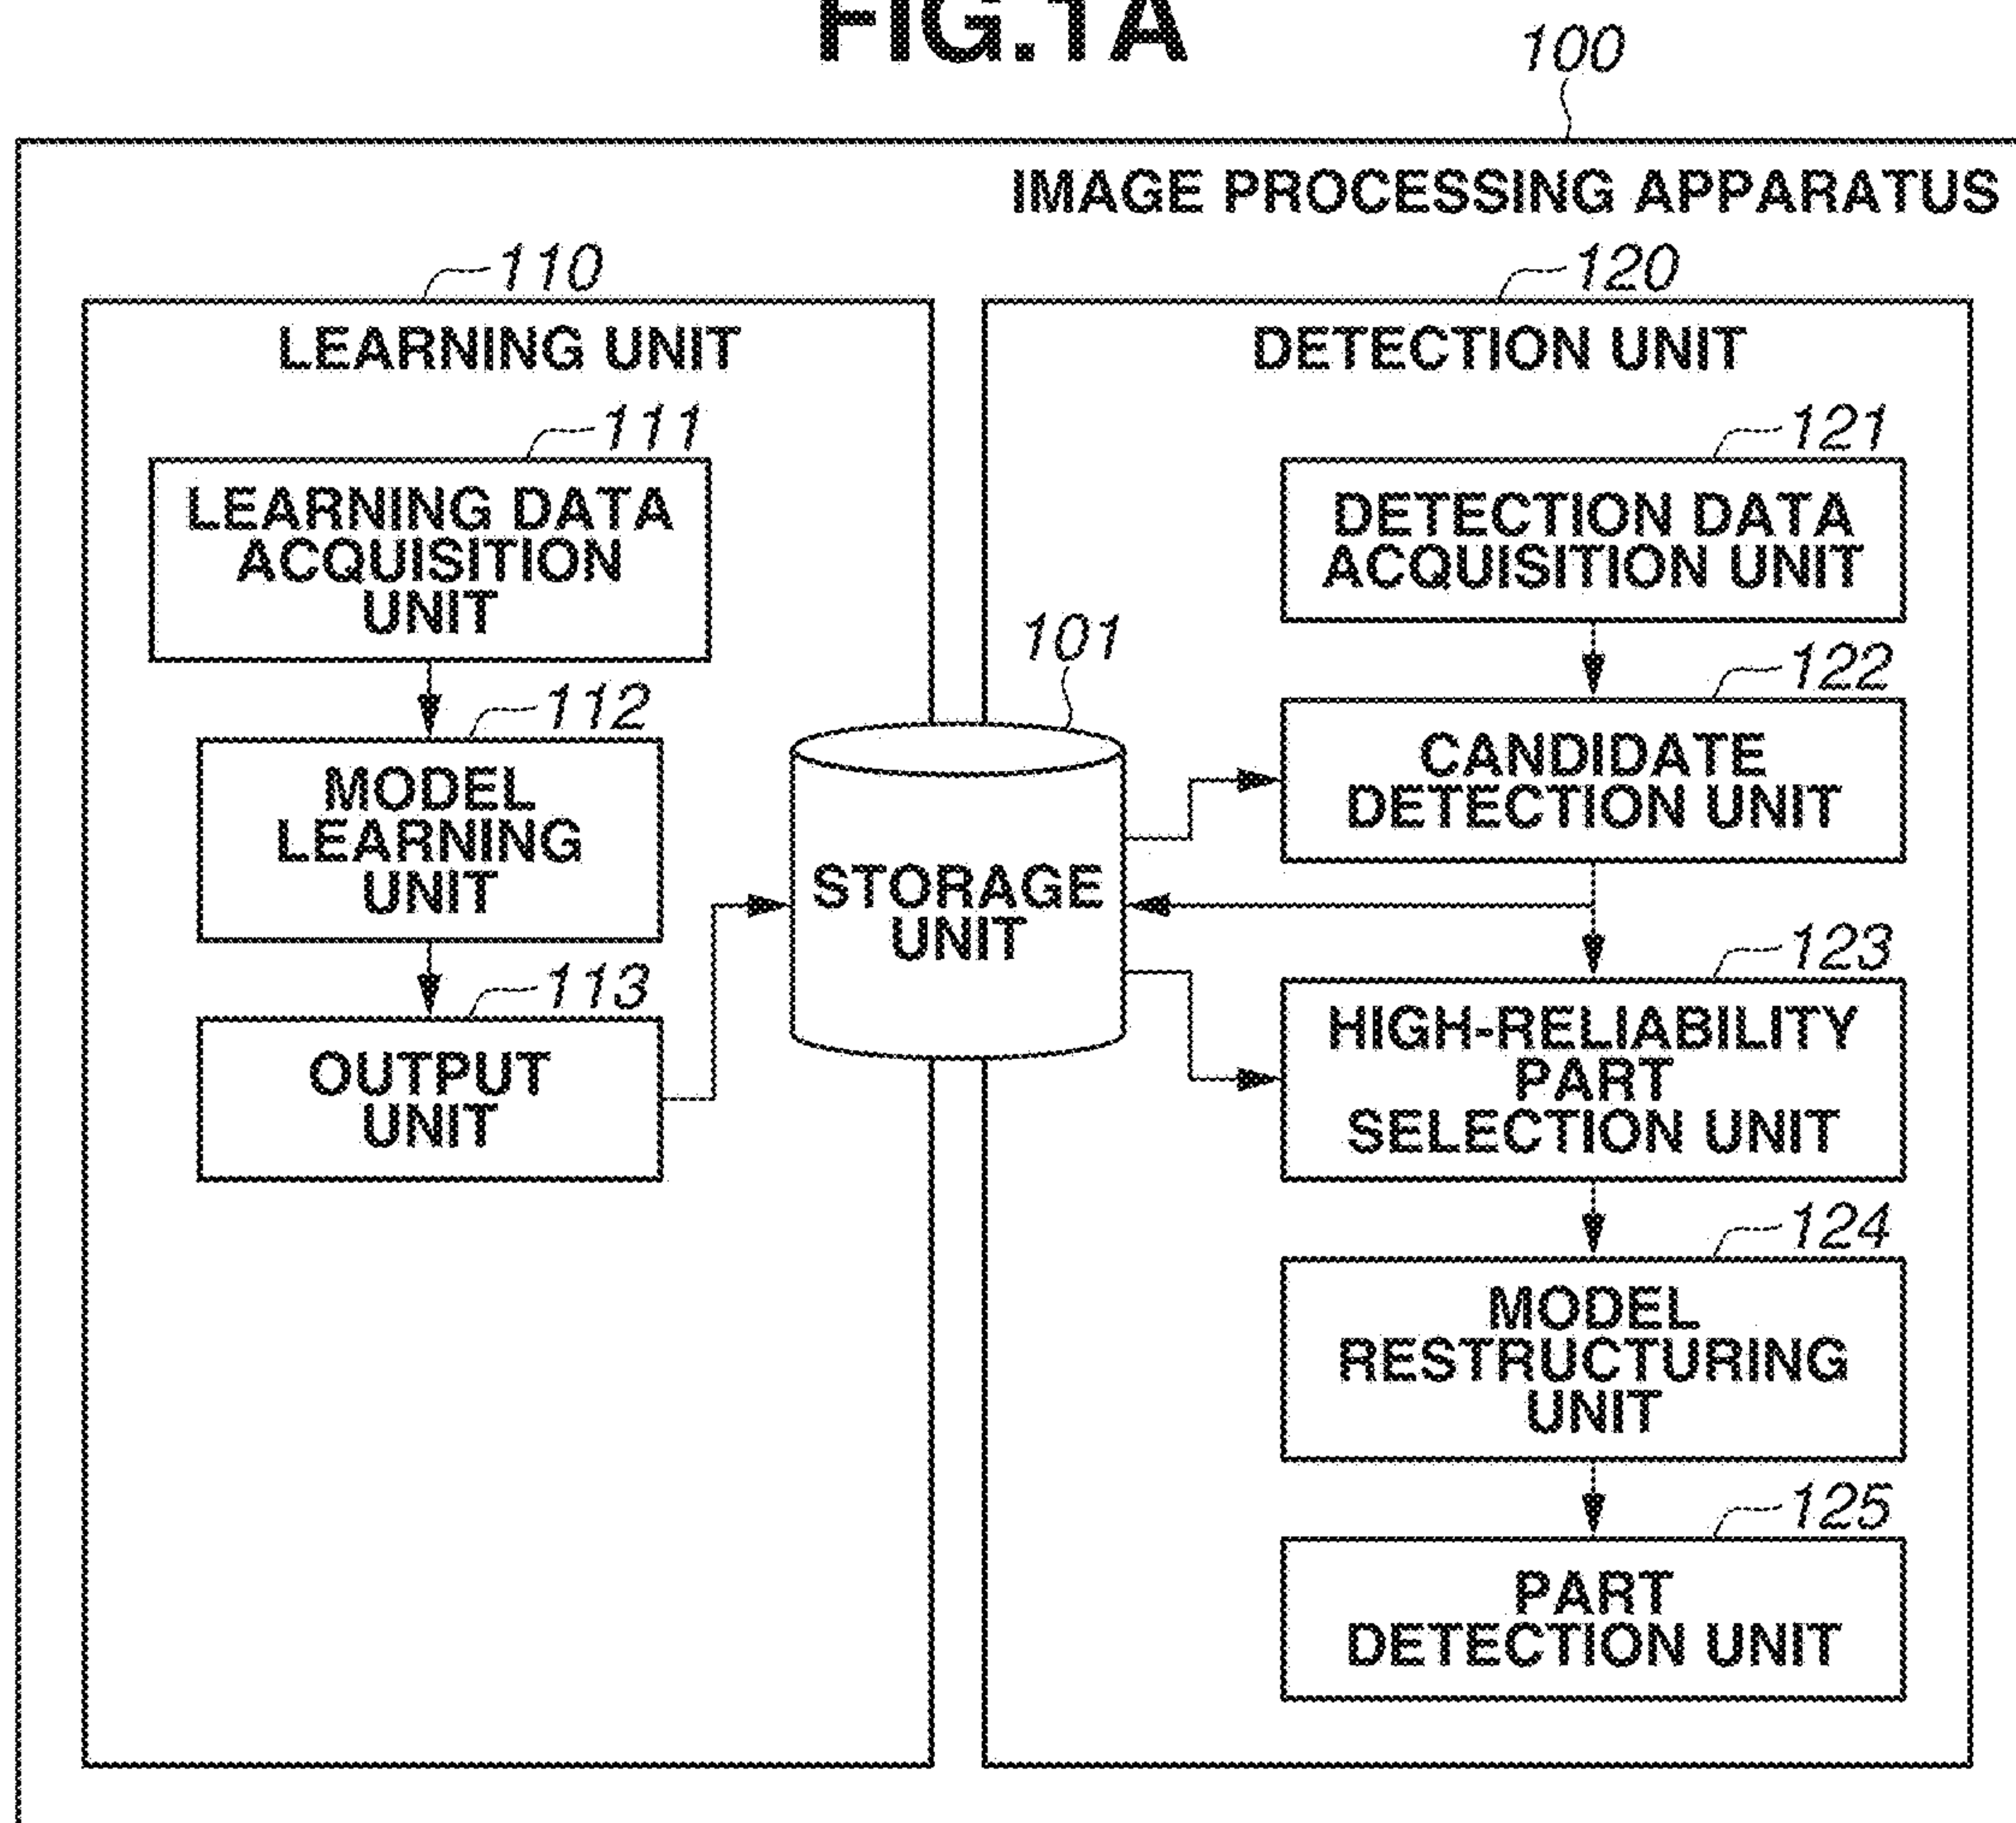 FIG.1A
100
IMAGE PROCESSING APPARATUS
110
LEARNING UNIT
111
LEARNING DATA
ACQUISITION
UNIT
112
MODEL
LEARNING
UNIT
113
OUTPUT
UNIT
101
STORAGE
UNIT
120
DETECTION UNIT
121
DETECTION DATA
ACQUISITION UNIT
122
CANDIDATE
DETECTION UNIT
123
HIGH-RELIABILITY
PART
SELECTION UNIT
124
MODEL
RESTRUCTURING
UNIT
125
PART
DETECTION UNIT